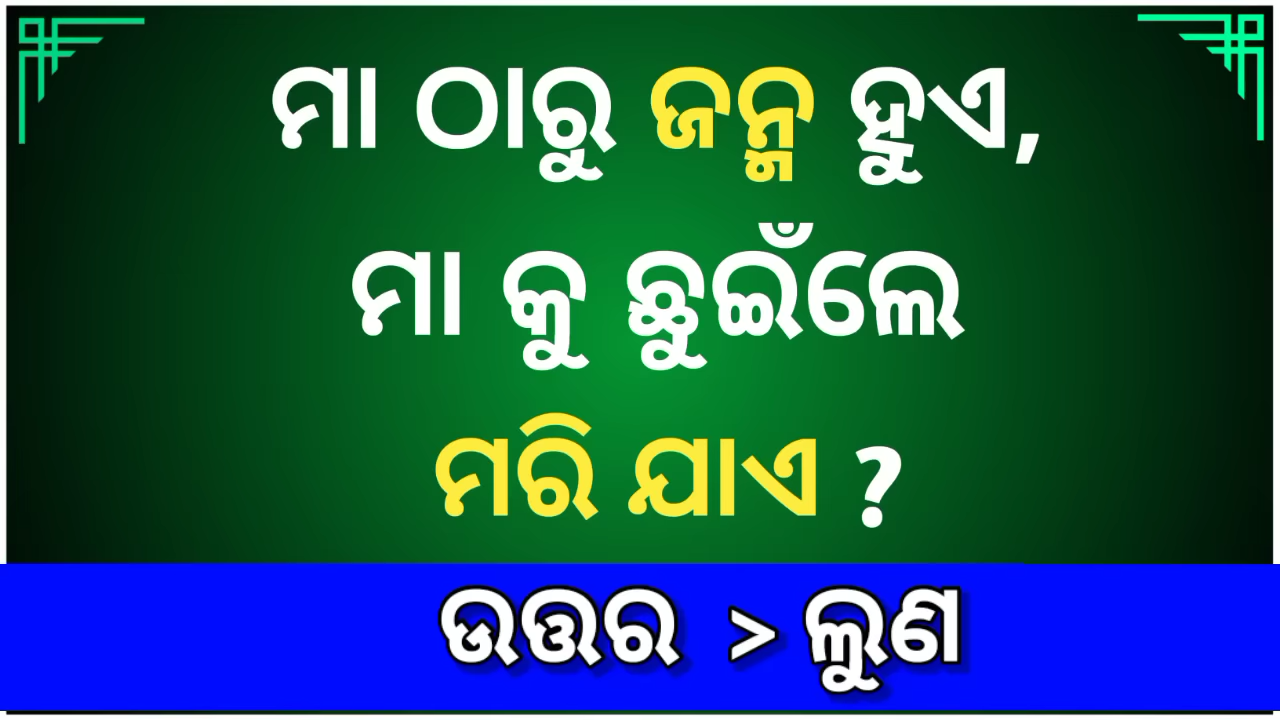 ମା ଠାରୁ ଜନ୍ମ ହୁଏ,
ମା କୁ ଛୁଇଁଲେ
ମରି ଯାଏ ?
ଉତ୍ତର > ଲୁଣ